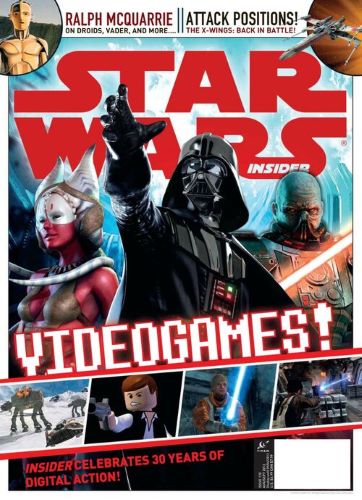 RALPH MCQUARRIE
ON DROIDS, VADER, AND MORE....
ATTACK POSITIONS!
THE X-WINGS: BACK IN BATTLE!
STAR
WARS
®
INSIDER
VIDEOGAMES!
INSIDER CELEBRATES 30 YEARS OF
DIGITAL ACTION!